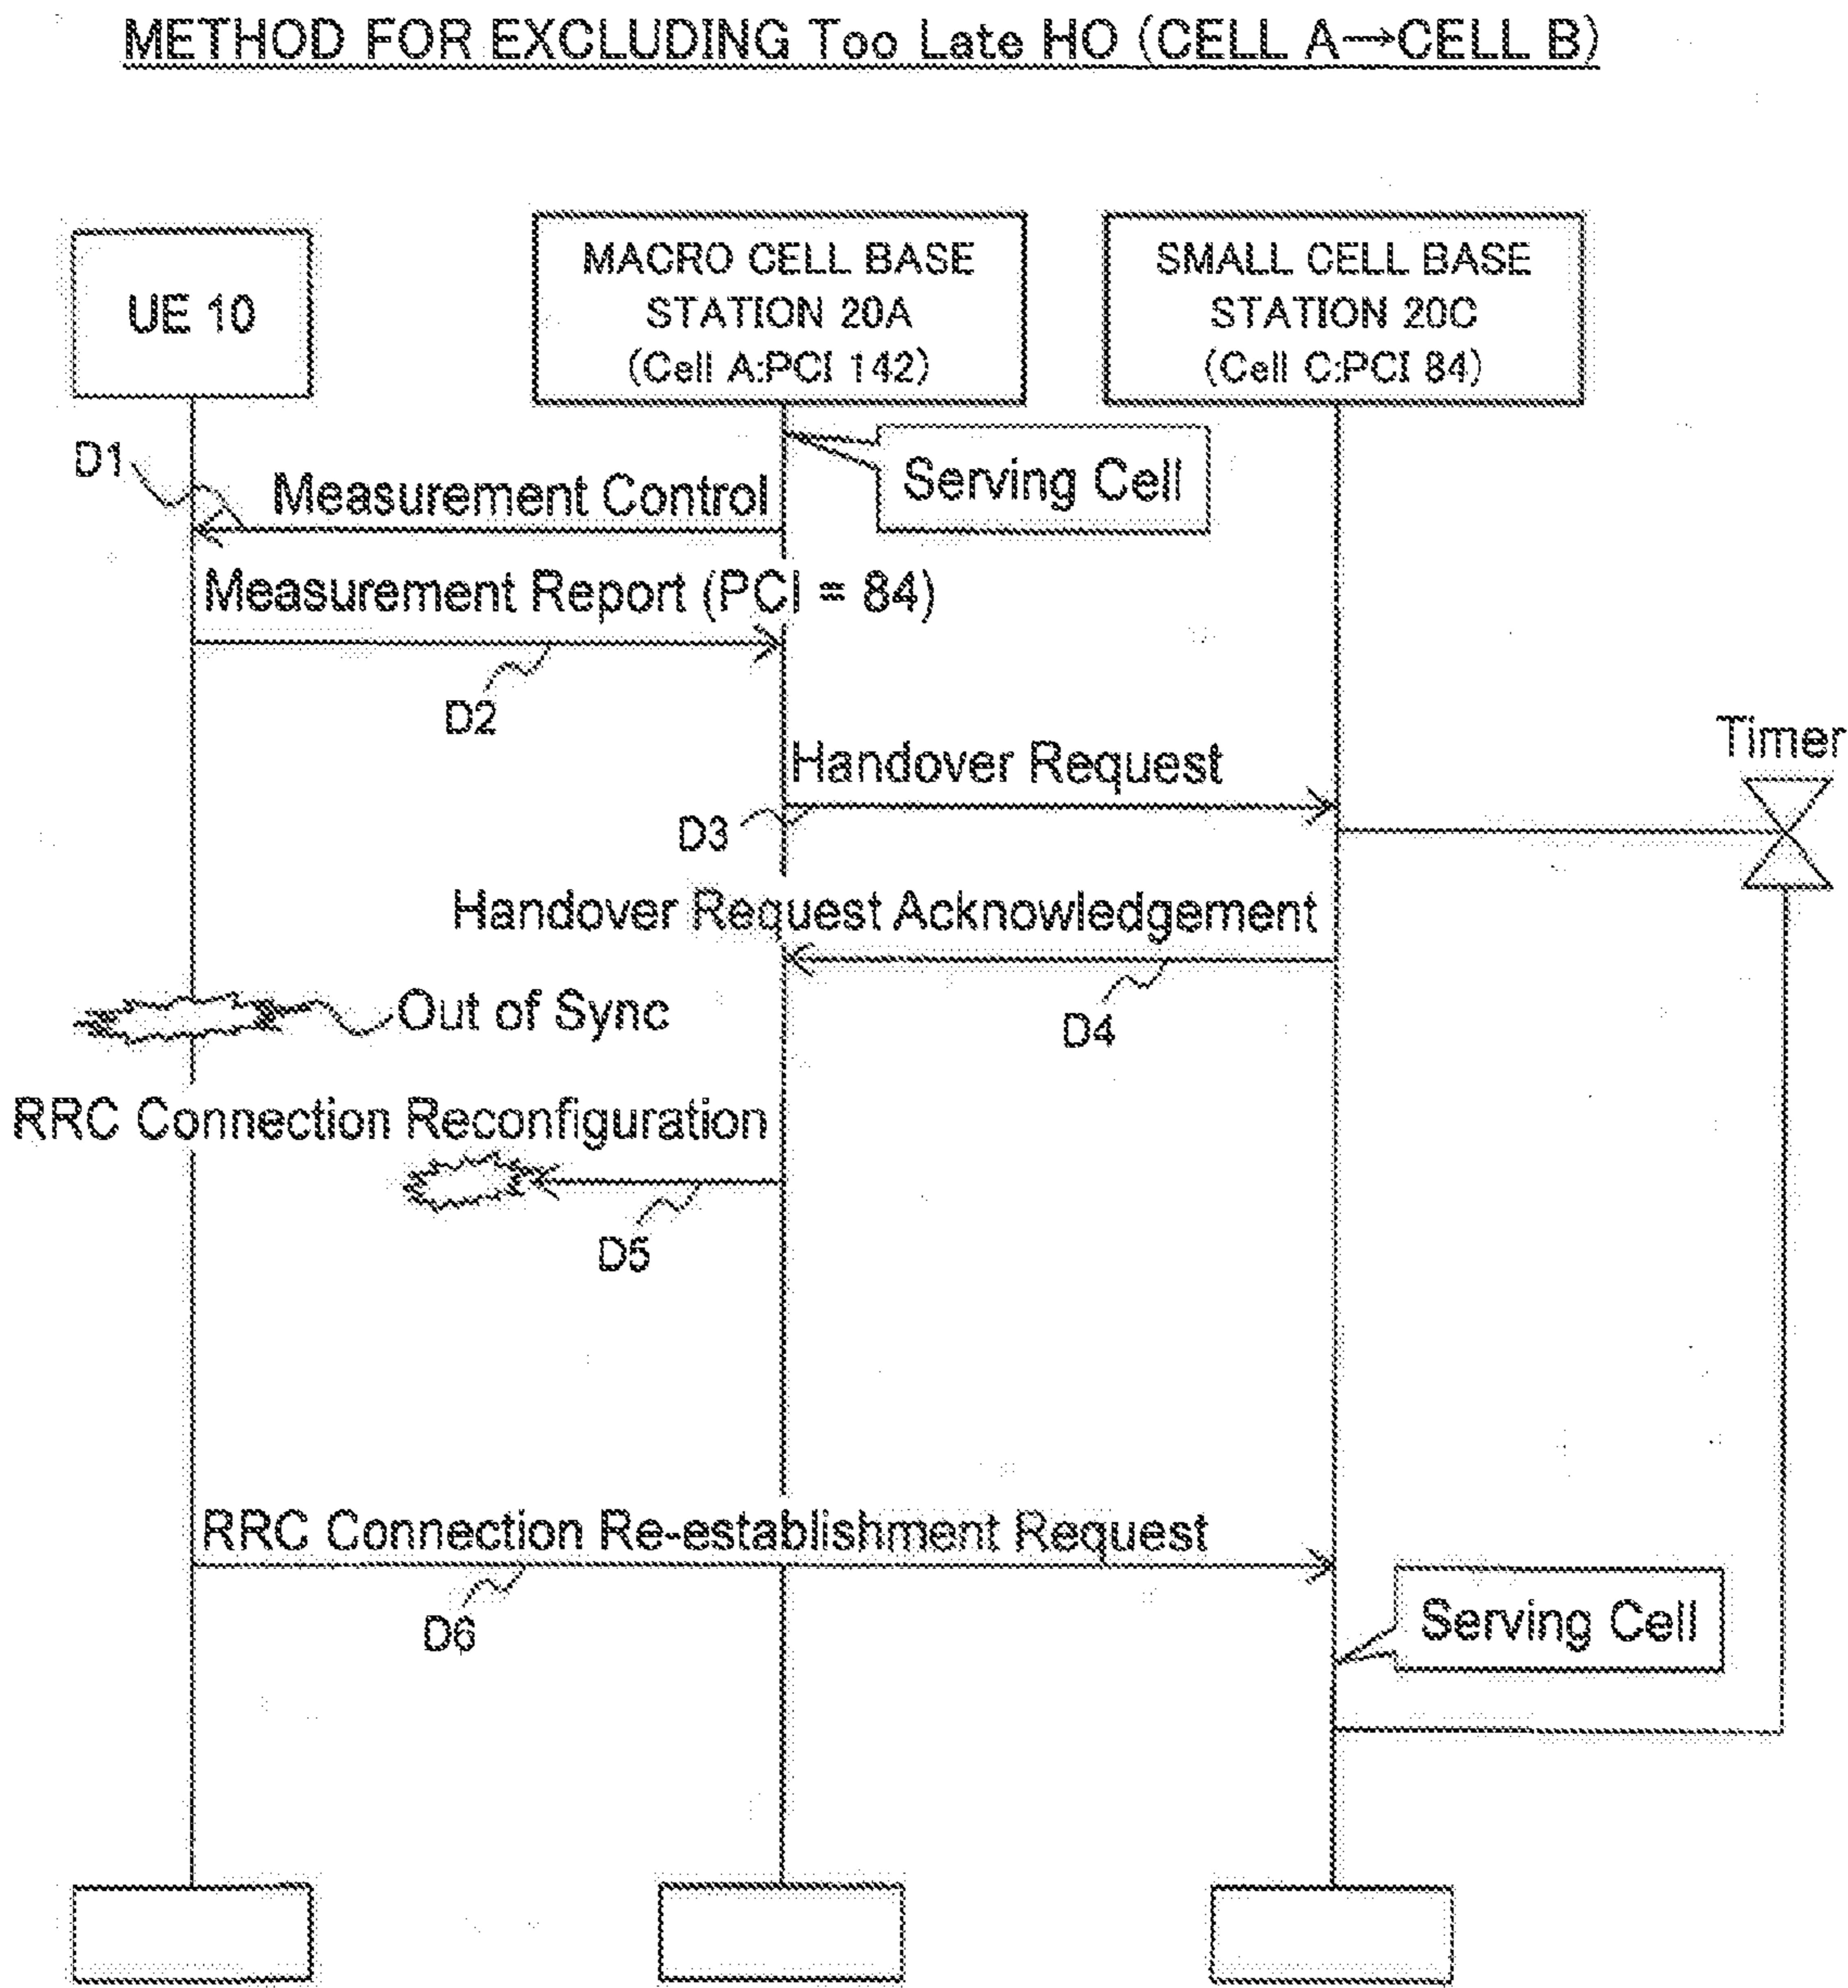 METHOD FOR EXCLUDING Too Late HO (CELL A→CELL B)
UE 10
MACRO CELL BASE
STATION 20A
(Cell A:PCI 142)
SMALL CELL BASE
STATION 20C
(Cell C:PCI 84)
D1
Measurement Control
Serving Cell
Measurement Report (PCI = 84)
D2
Handover Request
Timer
D3
Handover Request Acknowledgement
Out of Sync
D4
RRC Connection Reconfiguration
D5
RRC Connection Re-establishment Request
D6
Serving Cell